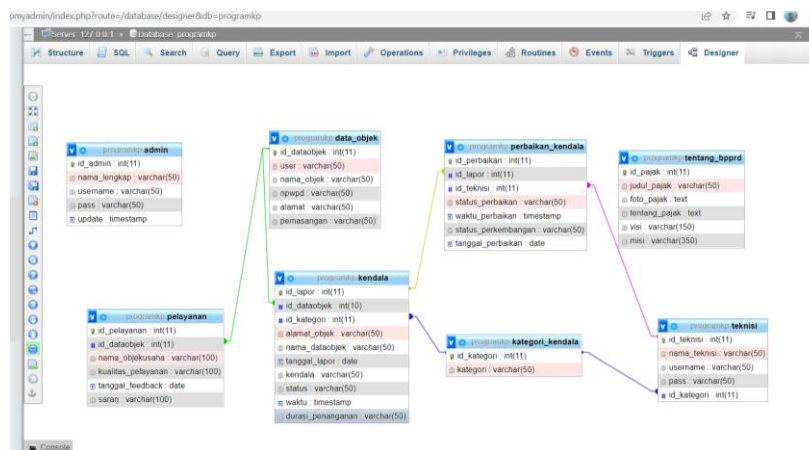 pmyadmin/index.php?route=/database/designer&db=programkp
Server: 127.0.0.1 » Database: programkp
Structure SQL Search Query Export Import Operations Privileges Routines Events Triggers Designer
programkp admin
id_admin : int(11)
nama_lengkap : varchar(50)
username : varchar(50)
pass : varchar(50)
update : timestamp
programkp data_objek
id_dataobjek : int(11)
user : varchar(50)
nama_objek : varchar(50)
npwpd : varchar(50)
alamat : varchar(50)
pemasangan : varchar(50)
programkp perbaikan_kendala
id_perbaikan : int(11)
id_lapor : int(11)
id_teknisi : int(11)
status_perbaikan : varchar(50)
waktu_perbaikan : timestamp
status_perkembangan : varchar(50)
tanggal_perbaikan : date
programkp tentang_bpprd
id_pajak : int(11)
judul_pajak : varchar(50)
foto_pajak : text
tentang_pajak : text
visi : varchar(150)
misi : varchar(350)
programkp pelayanan
id_pelayanan : int(11)
id_dataobjek : int(11)
nama_objekusaha : varchar(100)
kualitas_pelayanan : varchar(100)
tanggal_feedback : date
saran : varchar(100)
programkp kendala
id_lapor : int(11)
id_dataobjek : int(10)
id_kategori : int(11)
alamat_objek : varchar(50)
nama_dataobjek : varchar(50)
tanggal_lapor : date
kendala : varchar(50)
status : varchar(50)
waktu : timestamp
durasi_penanganan : varchar(50)
programkp kategori_kendala
id_kategori : int(11)
kategori : varchar(50)
programkp teknisi
id_teknisi : int(11)
nama_teknisi : varchar(50)
username : varchar(50)
pass : varchar(50)
id_kategori : int(11)
Console